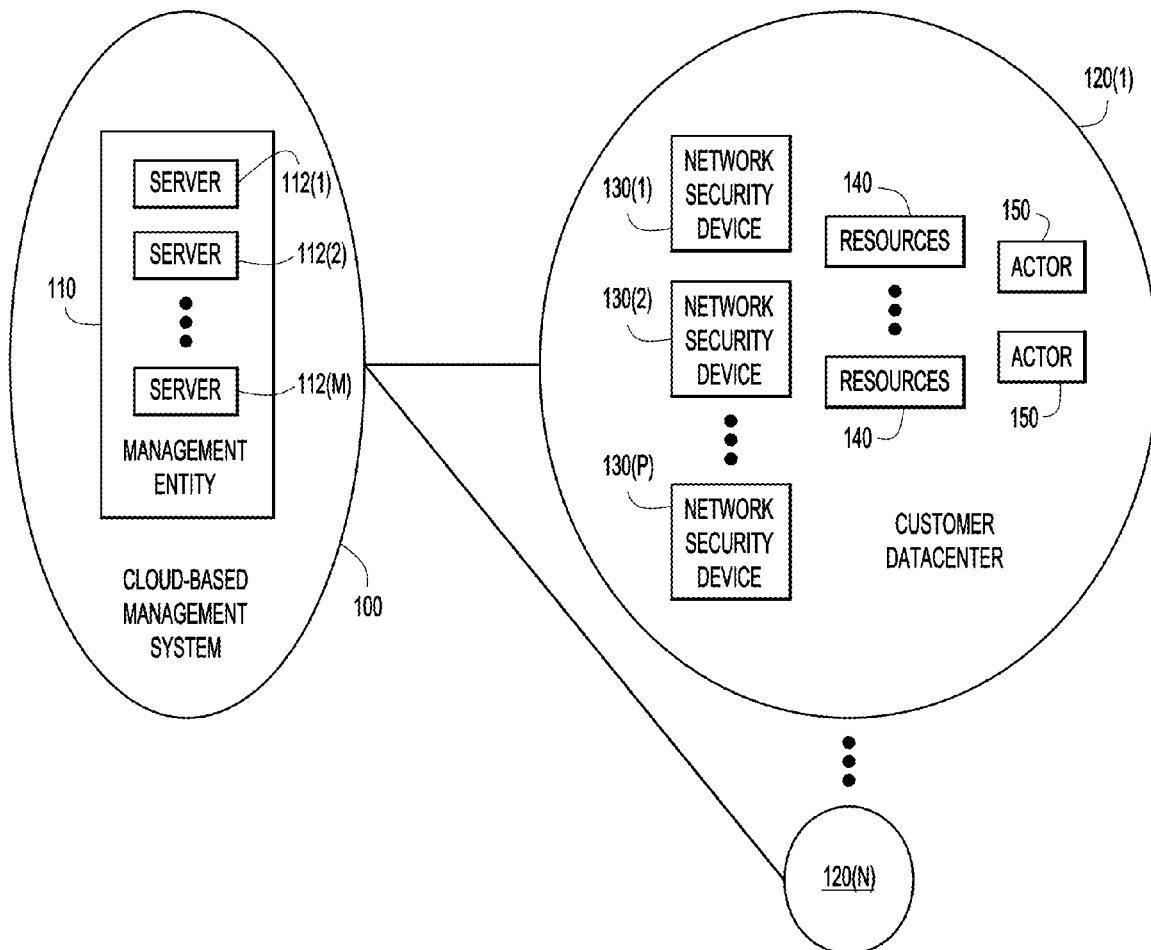 SERVER
112(1)
SERVER
112(2)
110
SERVER
112(M)
MANAGEMENT
ENTITY
CLOUD-BASED
MANAGEMENT
SYSTEM
100
120(1)
130(1)
NETWORK
SECURITY
DEVICE
140
RESOURCES
150
ACTOR
130(2)
NETWORK
SECURITY
DEVICE
RESOURCES
140
ACTOR
150
130(P)
NETWORK
SECURITY
DEVICE
CUSTOMER
DATACENTER
120(N)